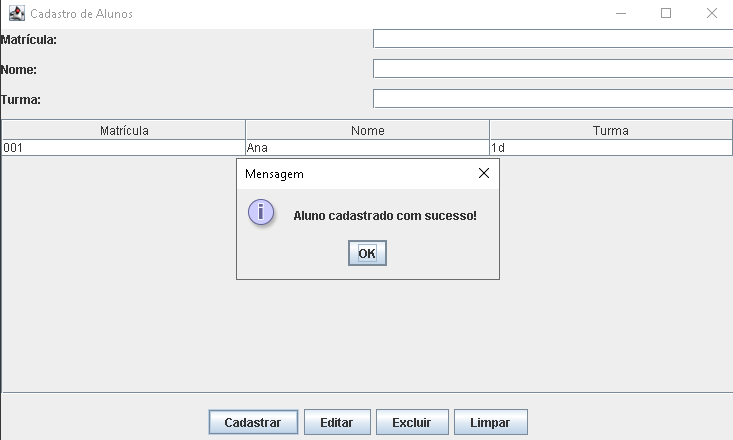 Cadastro de Alunos
Matrícula:
Nome:
Turma:
Matrícula Nome Turma
001 Ana 1d
Mensagem
i Aluno cadastrado com sucesso!
OK
Cadastrar Editar Excluir Limpar